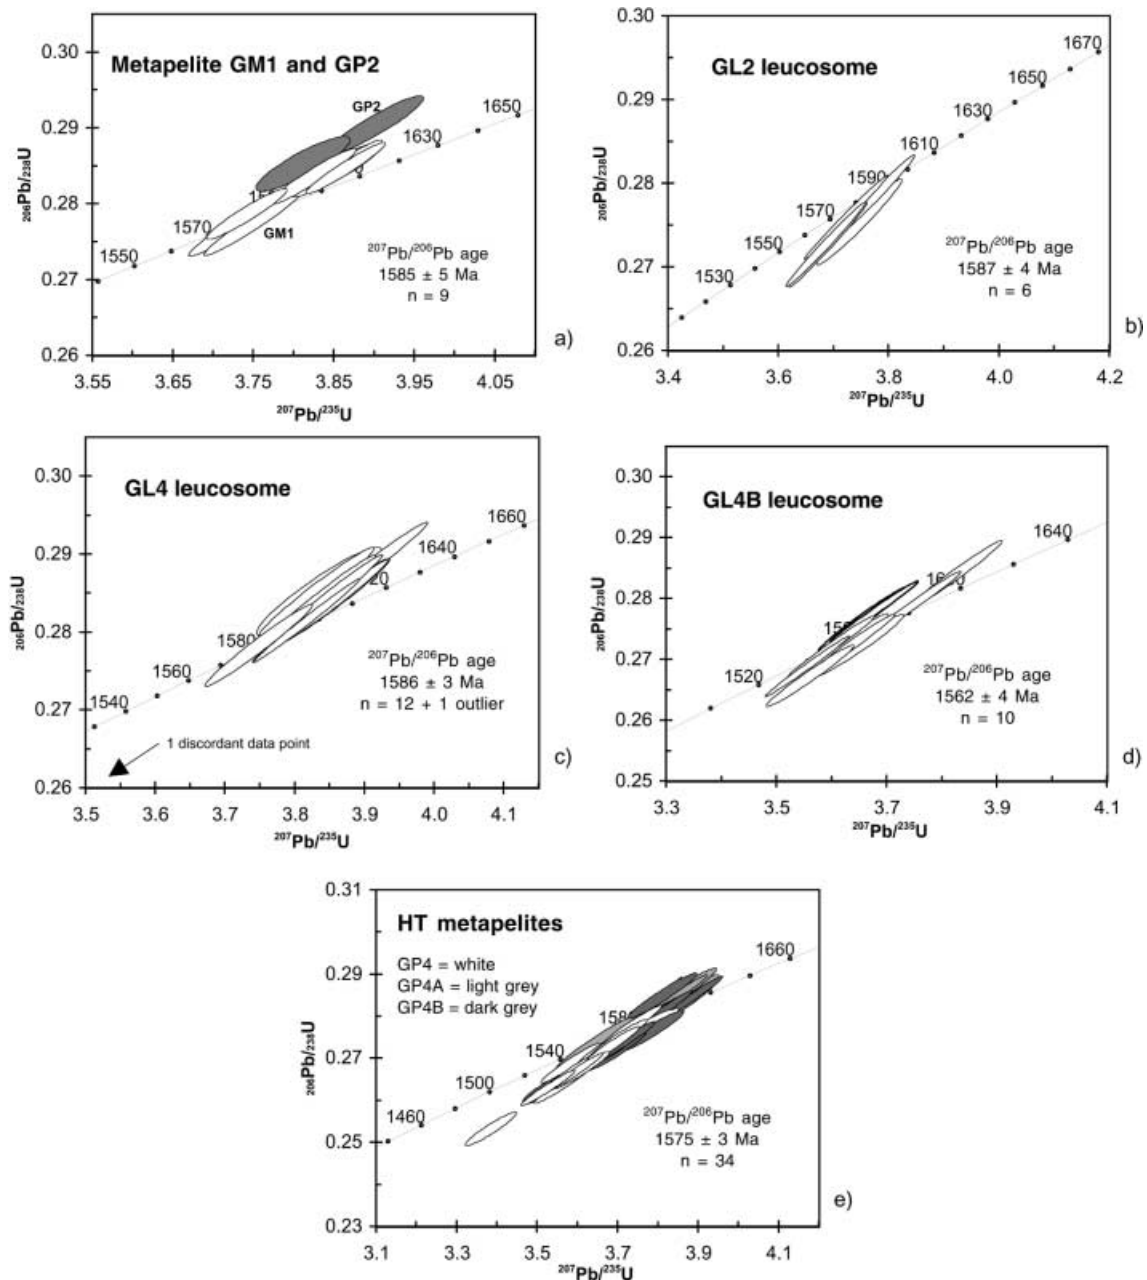 a)
Metapelite GM1 and GP2
0.30
0.29
0.28
0.27
0.26
206Pb/238U
GP2
GM1
1550
1570
1630
1650
207Pb/206Pb age
1585 ± 5 Ma
n = 9
3.55
3.65
3.75
3.85
3.95
4.05
207Pb/235U
b)
GL2 leucosome
0.30
0.29
0.28
0.27
0.26
206Pb/238U
1530
1550
1570
1590
1610
1630
1650
1670
207Pb/206Pb age
1587 ± 4 Ma
n = 6
3.4
3.6
3.8
4.0
4.2
207Pb/235U
c)
GL4 leucosome
0.30
0.29
0.28
0.27
0.26
206Pb/238U
1540
1560
1580
20
1640
1660
207Pb/206Pb age
1586 ± 3 Ma
n = 12 + 1 outlier
1 discordant data point
3.5
3.6
3.7
3.8
3.9
4.0
4.1
207Pb/235U
d)
GL4B leucosome
0.30
0.29
0.28
0.27
0.26
0.25
206Pb/238U
1520
1640
207Pb/206Pb age
1562 ± 4 Ma
n = 10
3.3
3.5
3.7
3.9
4.1
207Pb/235U
e)
HT metapelites
GP4 = white
GP4A = light grey
GP4B = dark grey
0.31
0.29
0.27
0.25
0.23
206Pb/238U
1460
1500
1540
1660
207Pb/206Pb age
1575 ± 3 Ma
n = 34
3.1
3.3
3.5
3.7
3.9
4.1
207Pb/235U